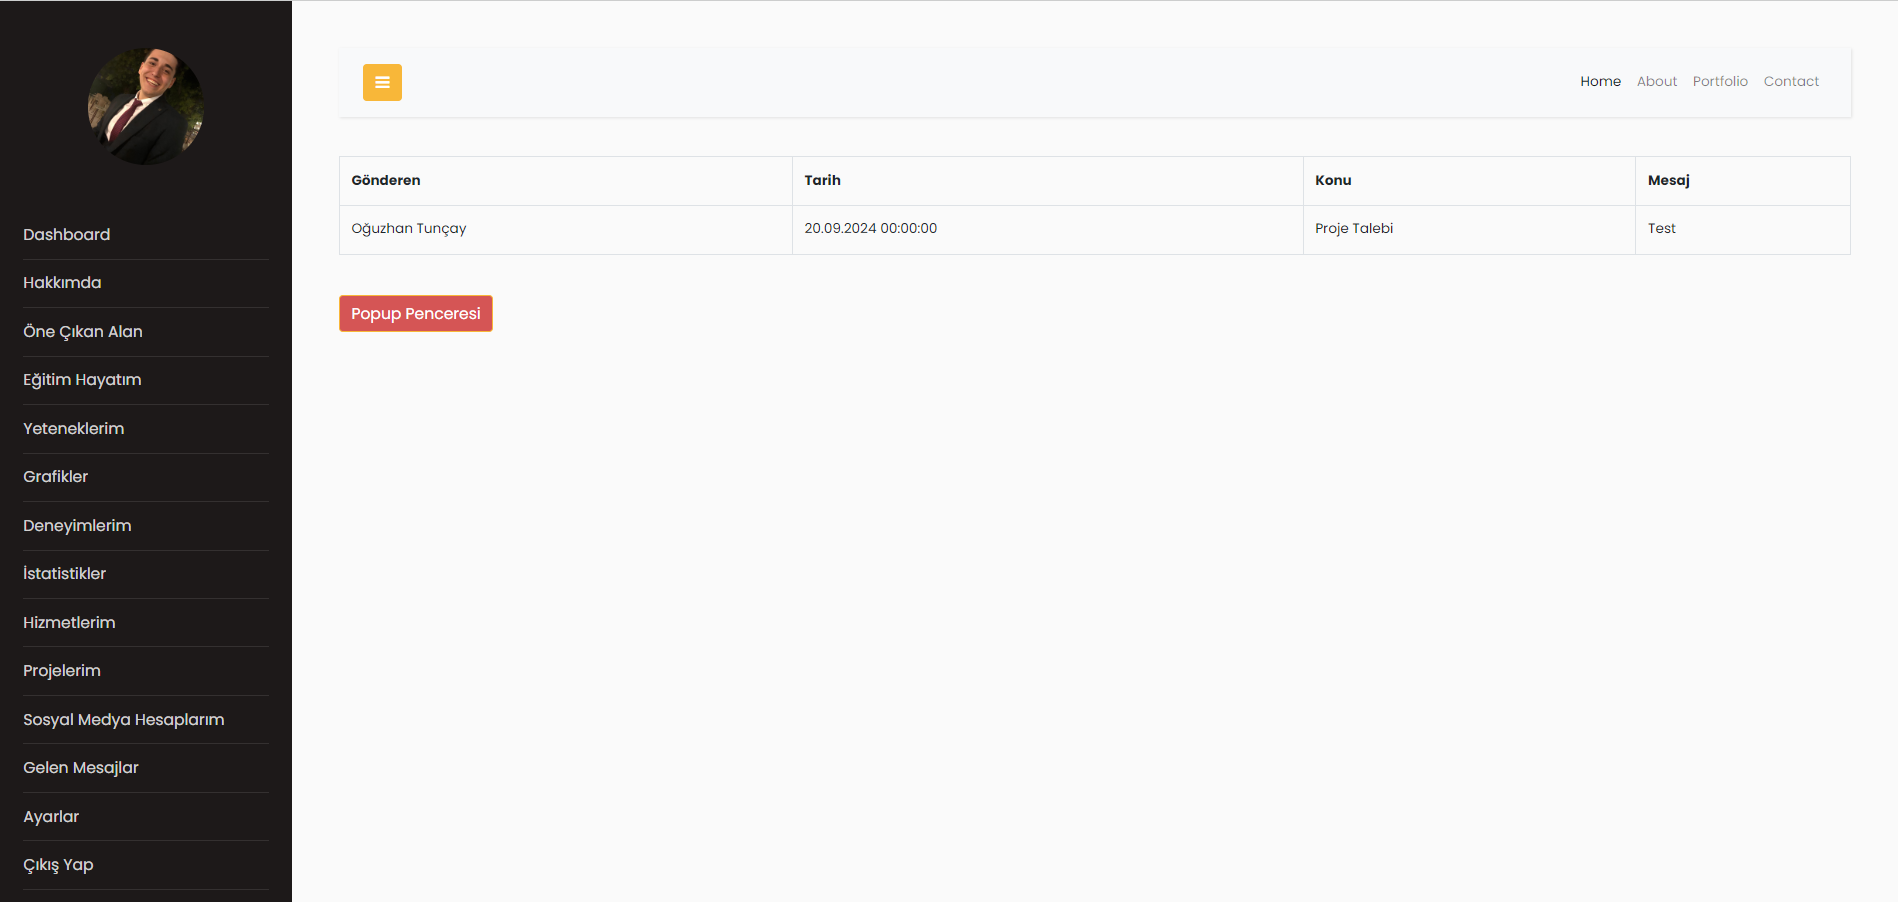 Dashboard
Hakkımda
Öne Çıkan Alan
Eğitim Hayatım
Yeteneklerim
Grafikler
Deneyimlerim
İstatistikler
Hizmetlerim
Projelerim
Sosyal Medya Hesaplarım
Gelen Mesajlar
Ayarlar
Çıkış Yap
Home About Portfolio Contact
Gönderen Tarih Konu Mesaj
Oğuzhan Tunçay 20.09.2024 00:00:00 Proje Talebi Test
Popup Penceresi